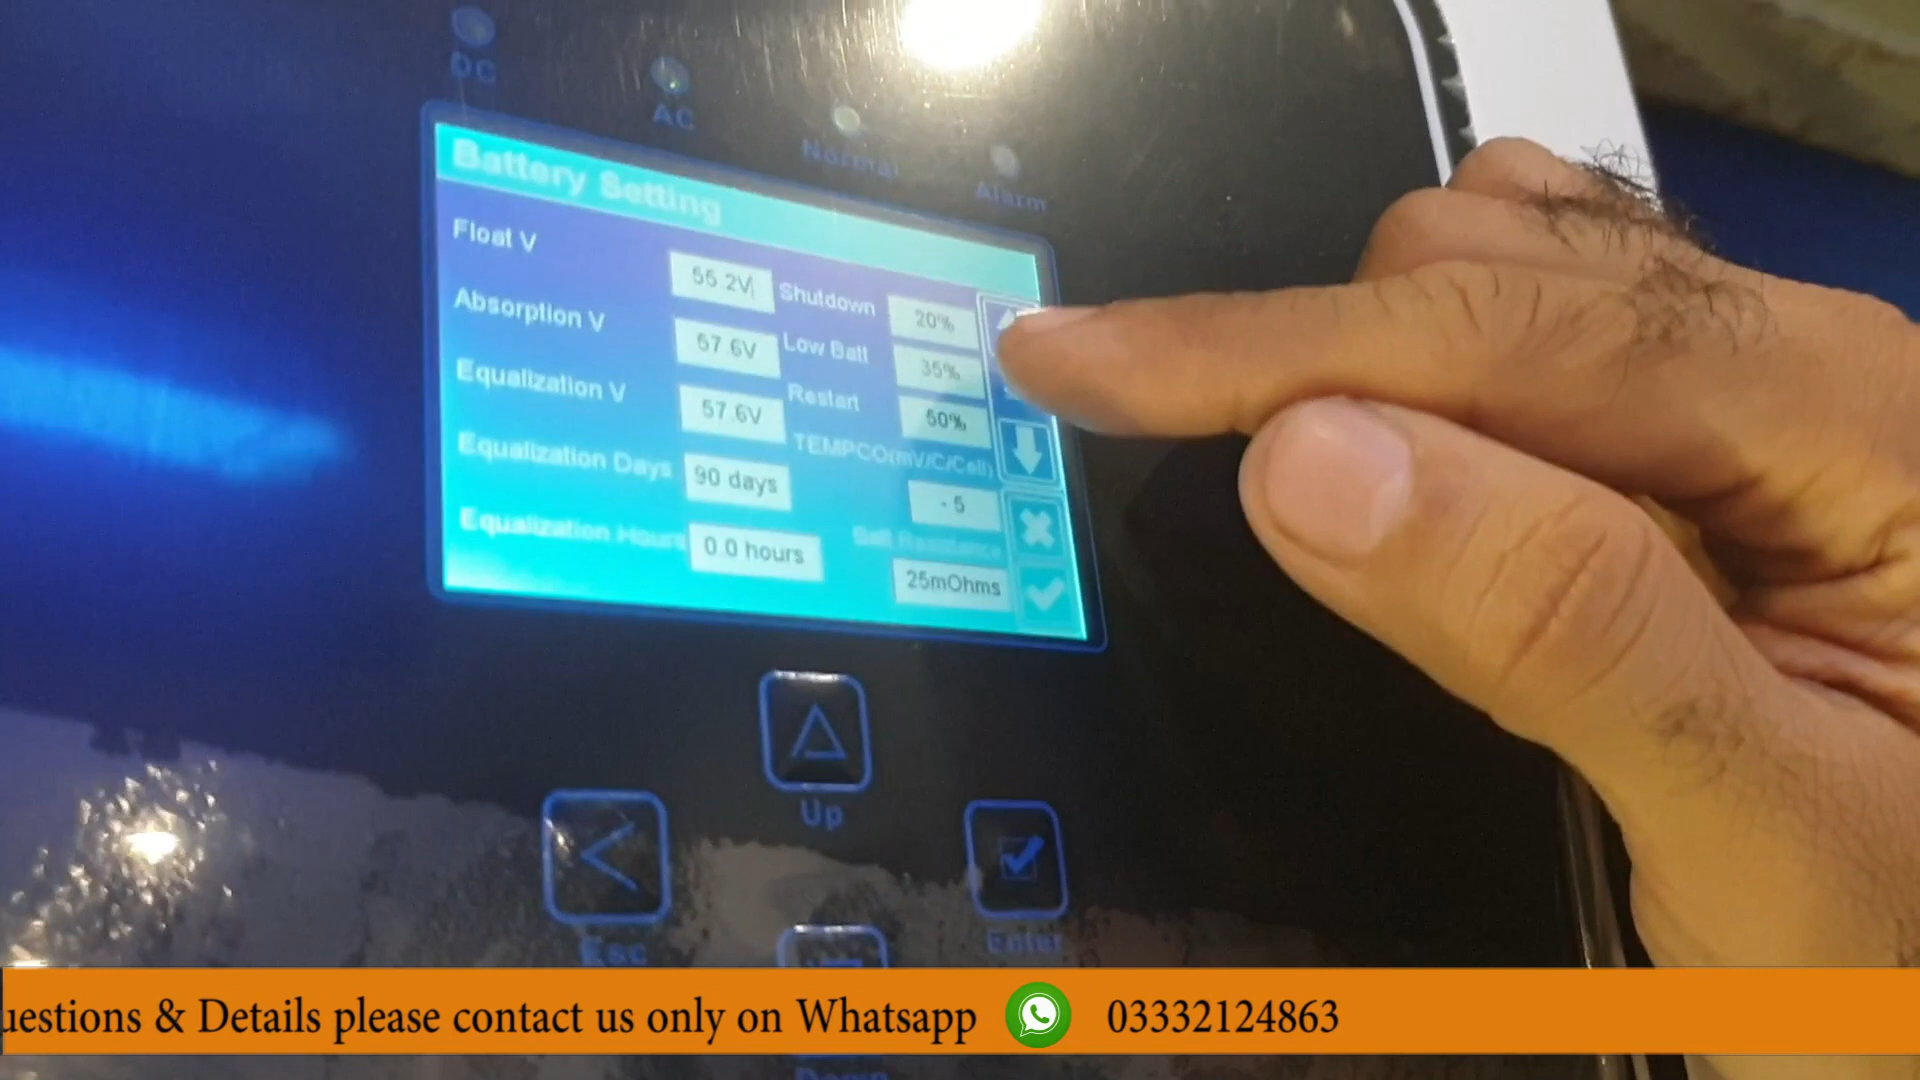 DC
AC
Normal
Alarm
Battery Setting
Float V 55.2V Shutdown 20%
Absorption V 57.6V Low Batt 35%
Equalization V 57.6V Restart 50%
Equalization Days 90 days TEMPCO(mV/C/Cell) -5
Equalization Hours 0.0 hours Batt Resistance 25mOhms
Up
Esc
Enter
Down
uestions & Details please contact us only on Whatsapp 03332124863